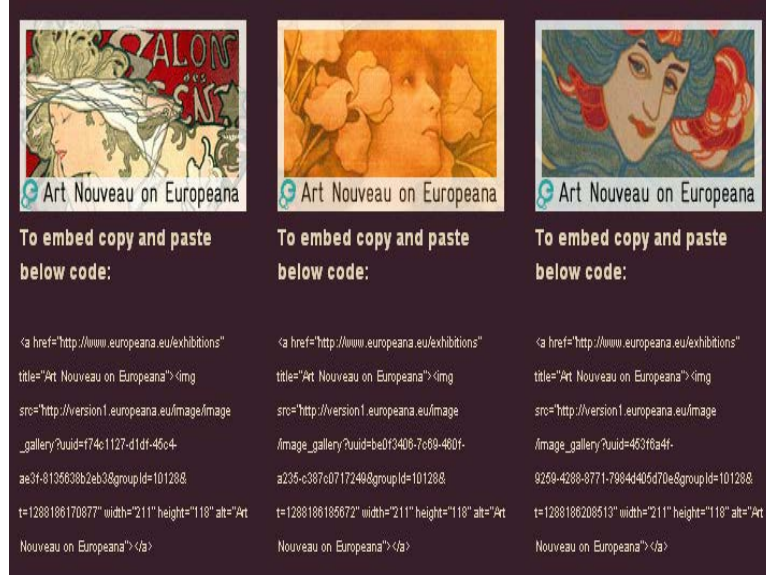 SALON
des
CENT
Art Nouveau on Europeana
To embed copy and paste
below code:
<a href="http://www.europeana.eu/exhibitions"
title="Art Nouveau on Europeana"><img
src="http://version1.europeana.eu/image/image
_gallery?uuid=f74c1127-d1df-45c4-
ae3f-8135638b2eb3&groupId=10128&
t=1288186170877" width="211" height="118" alt="Art
Nouveau on Europeana"></a>
Art Nouveau on Europeana
To embed copy and paste
below code:
<a href="http://www.europeana.eu/exhibitions"
title="Art Nouveau on Europeana"><img
src="http://version1.europeana.eu/image
/image_gallery?uuid=be0f3406-7c69-460f-
a235-c387c0717249&groupId=10128&
t=1288186185672" width="211" height="118" alt="Art
Nouveau on Europeana"></a>
Art Nouveau on Europeana
To embed copy and paste
below code:
<a href="http://www.europeana.eu/exhibitions"
title="Art Nouveau on Europeana"><img
src="http://version1.europeana.eu/image
/image_gallery?uuid=453f6a4f-
9259-4288-8771-7984d405d70e&groupId=10128&
t=1288186208513" width="211" height="118" alt="Art
Nouveau on Europeana"></a>